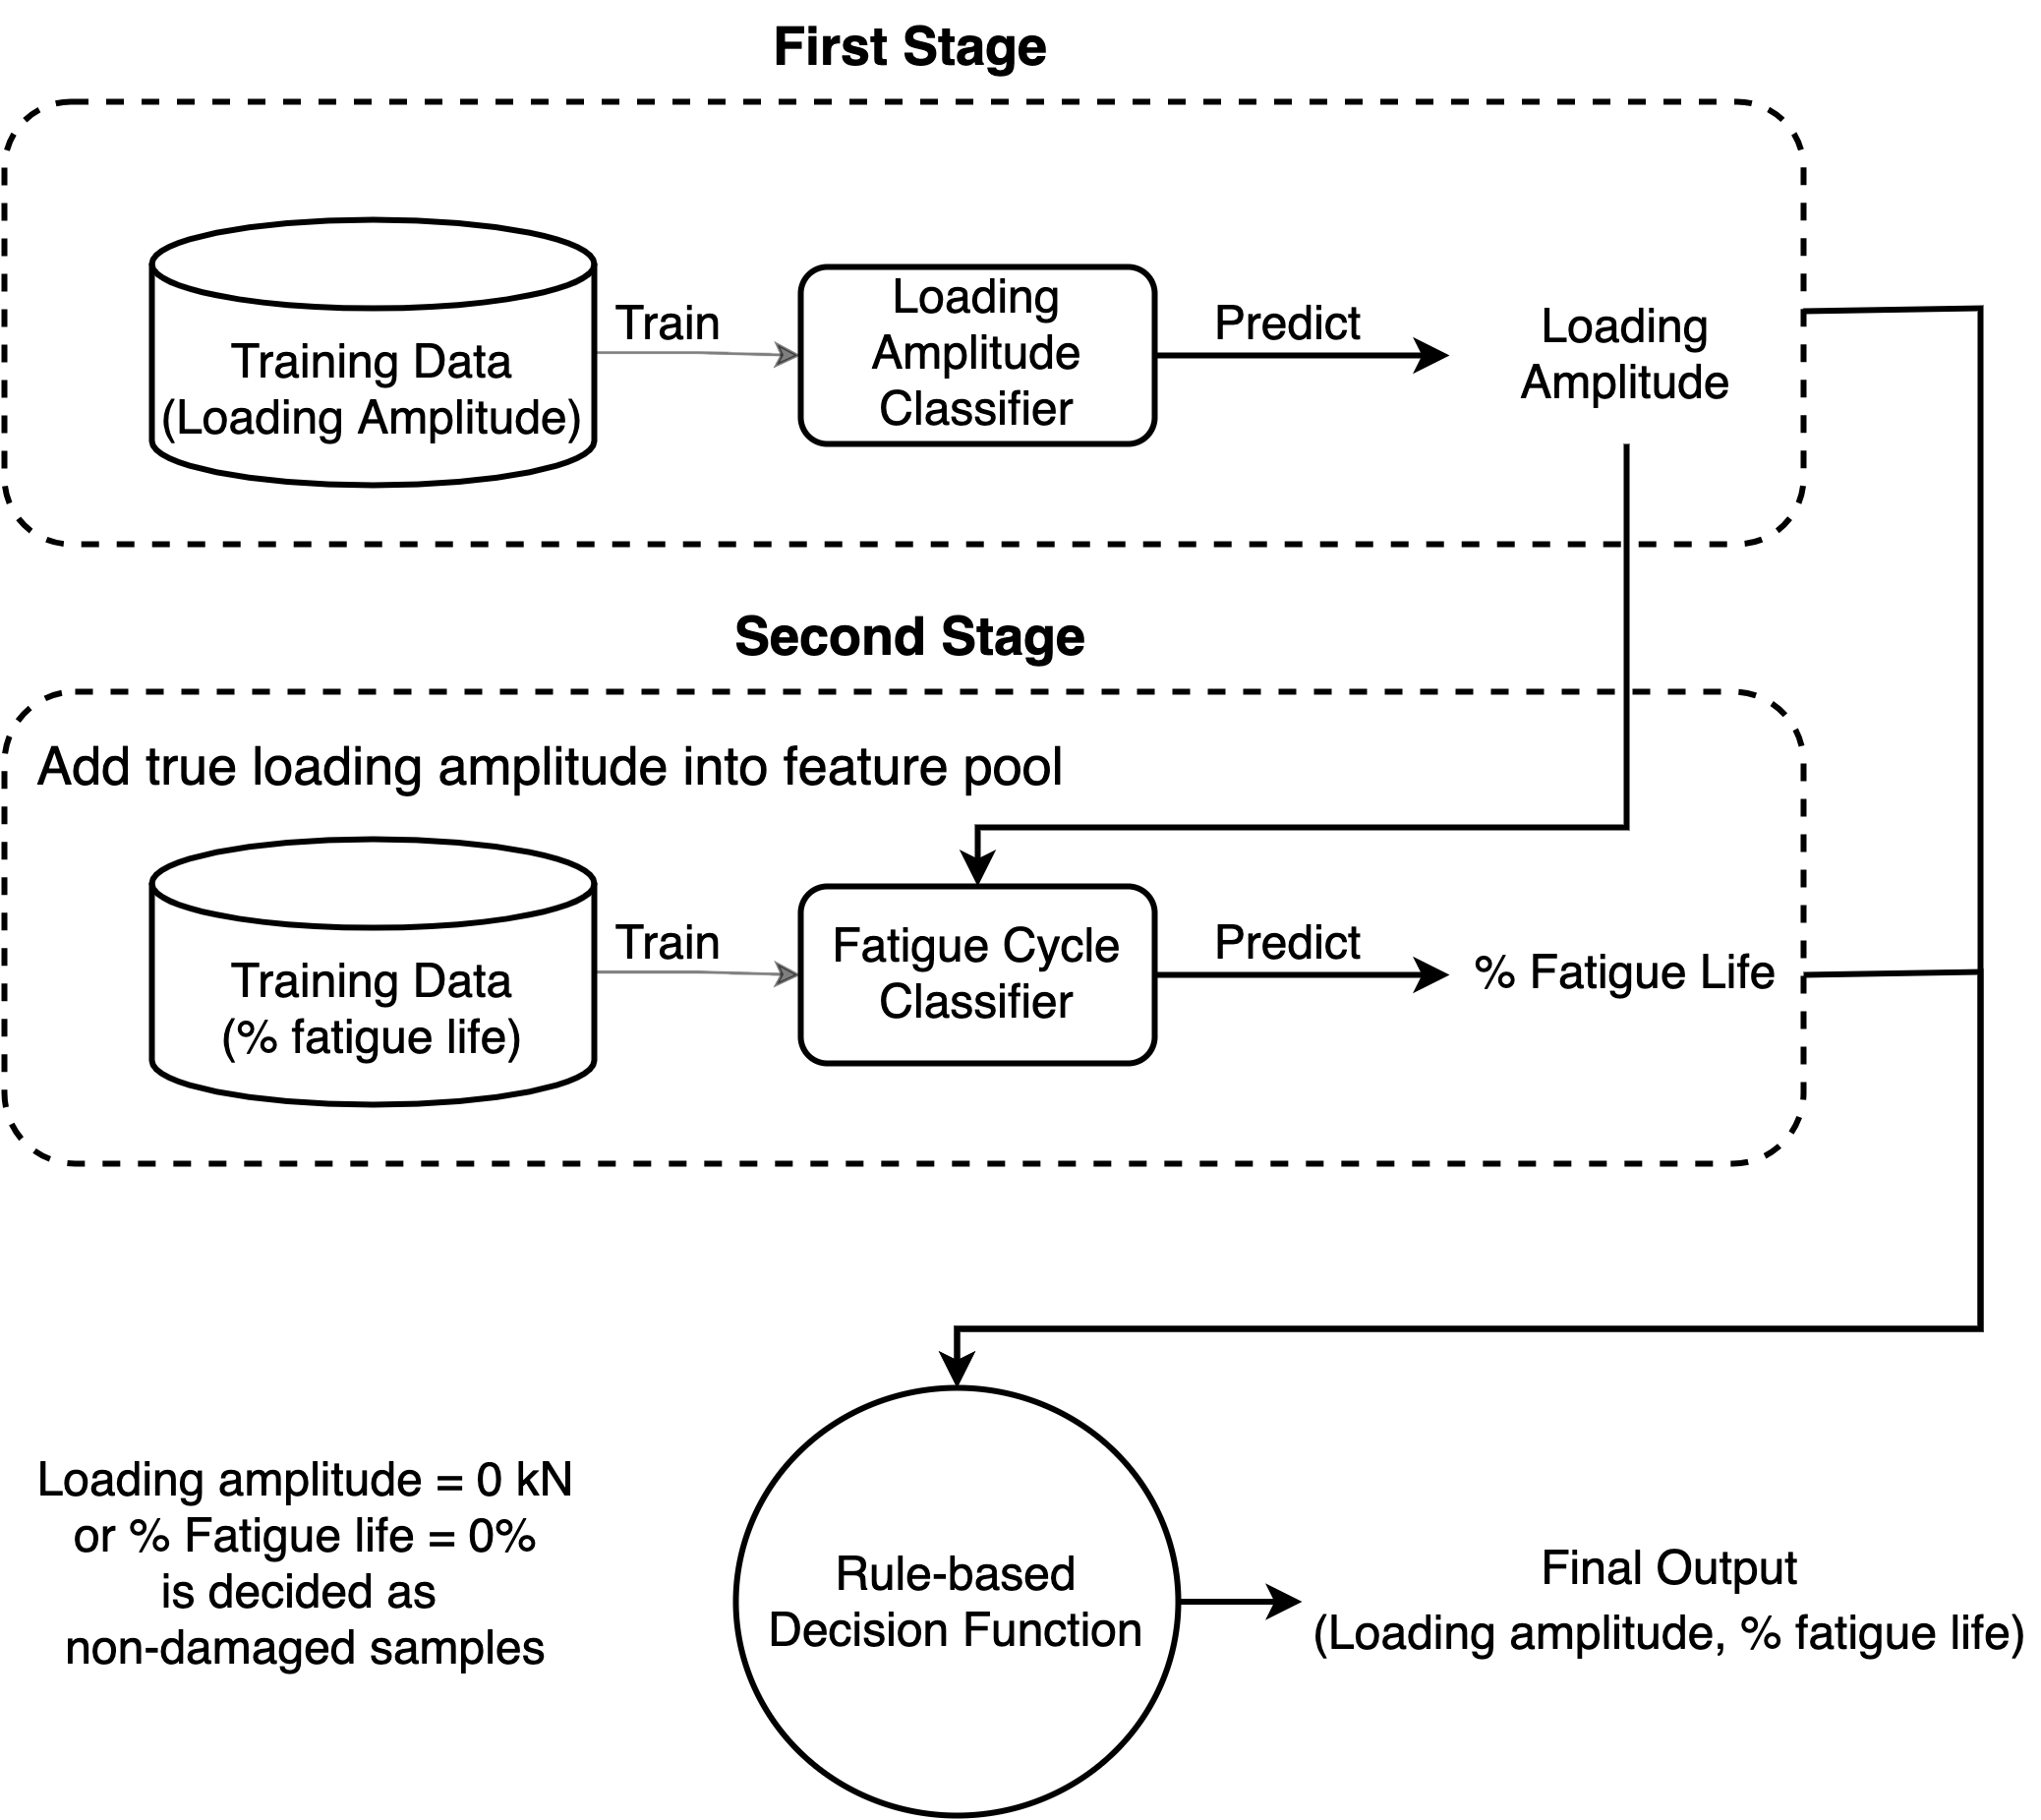 First Stage
Training Data
(Loading Amplitude)
Train
Loading
Amplitude
Classifier
Predict
Loading
Amplitude
Second Stage
Add true loading amplitude into feature pool
Training Data
(% fatigue life)
Train
Fatigue Cycle
Classifier
Predict
% Fatigue Life
Loading amplitude = 0 kN
or % Fatigue life = 0%
is decided as
non-damaged samples
Rule-based
Decision Function
Final Output
(Loading amplitude, % fatigue life)